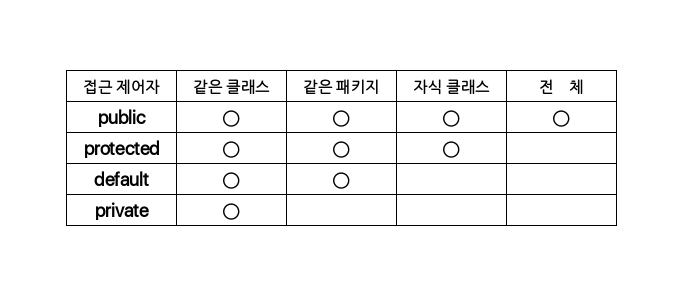 접근 제어자 같은 클래스 같은 패키지 자식 클래스 전 체
public ○ ○ ○ ○
protected ○ ○ ○
default ○ ○
private ○